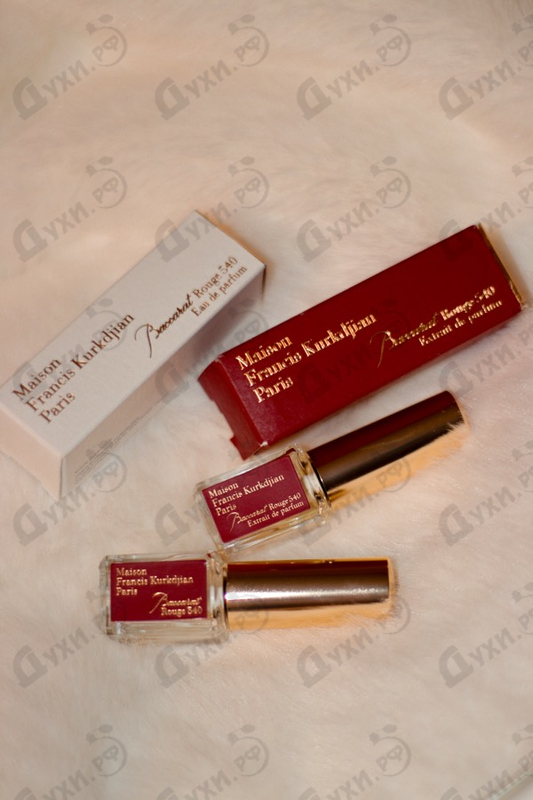 Maison
Francis Kurkdjian
Paris
Baccarat Rouge 540
Eau de parfum
Maison
Francis Kurkdjian
Paris
Baccarat Rouge 540
Extrait de parfum
Maison
Francis Kurkdjian
Paris
Baccarat Rouge 540
Extrait de parfum
Maison
Francis Kurkdjian
Paris
Baccarat
Rouge 540
Духи.рф